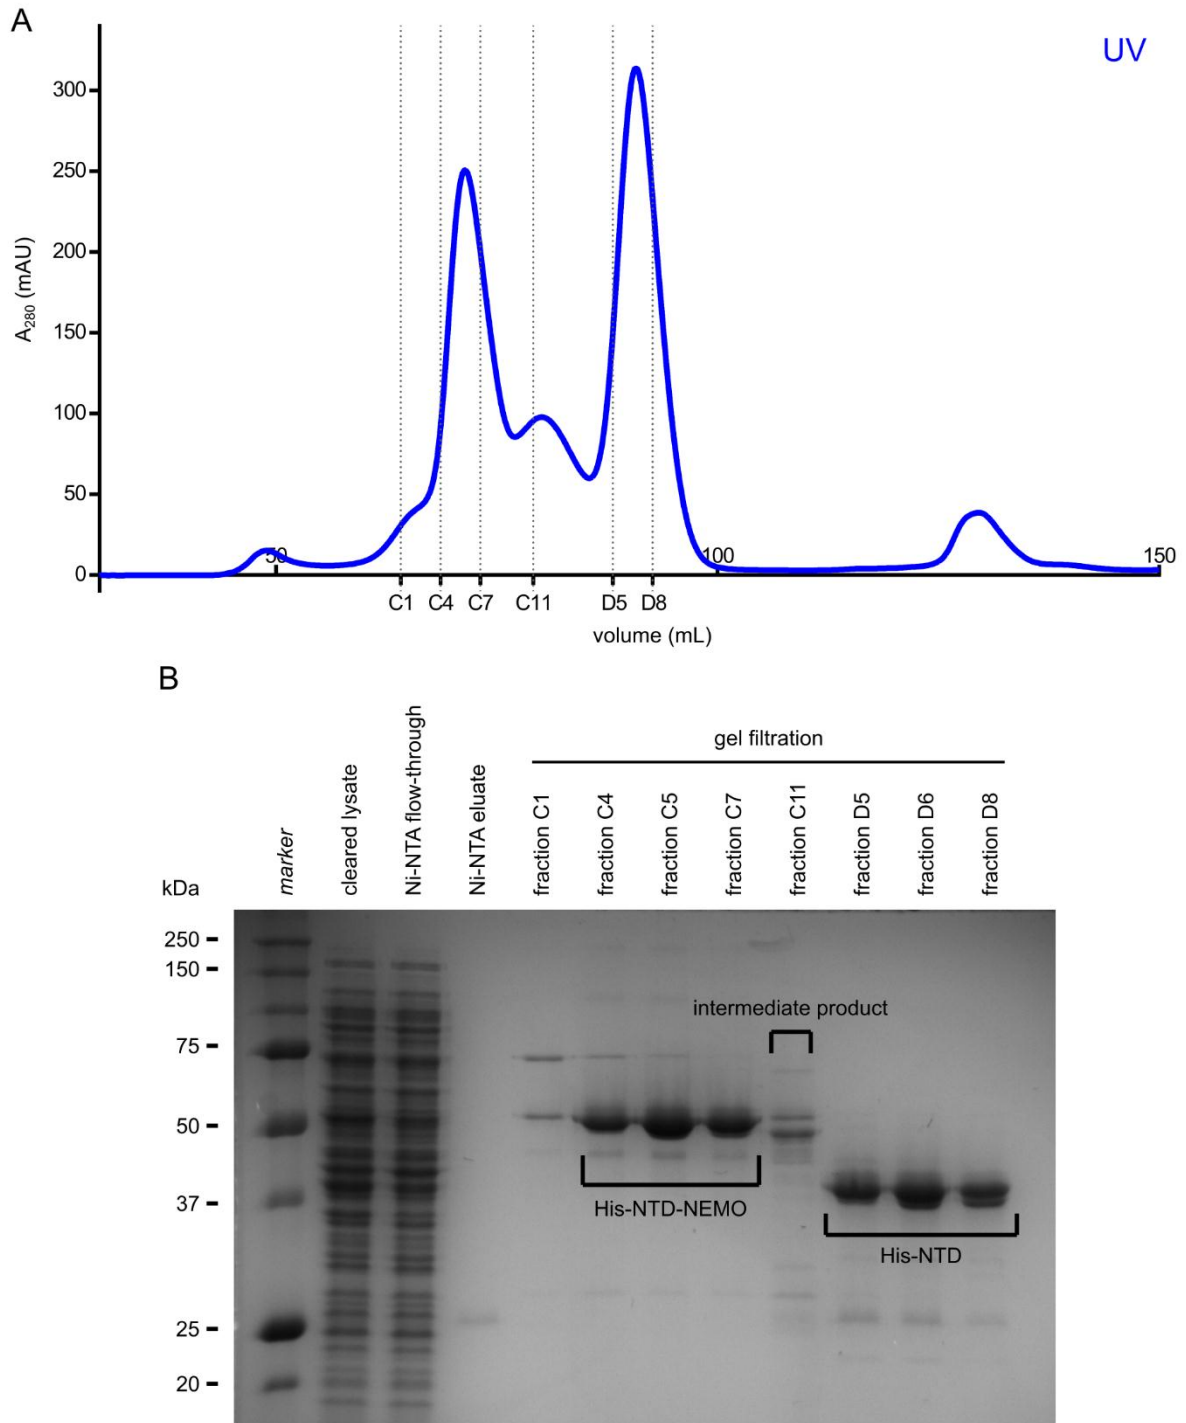 A
UV
300
250
200
150
100
50
0
A280 (mAU)
50
100
150
C1 C4 C7 C11 D5 D8
volume (mL)
B
gel filtration
kDa
marker
cleared lysate
Ni-NTA flow-through
Ni-NTA eluate
fraction C1
fraction C4
fraction C5
fraction C7
fraction C11
fraction D5
fraction D6
fraction D8
250
150
75
50
37
25
20
intermediate product
His-NTD-NEMO
His-NTD